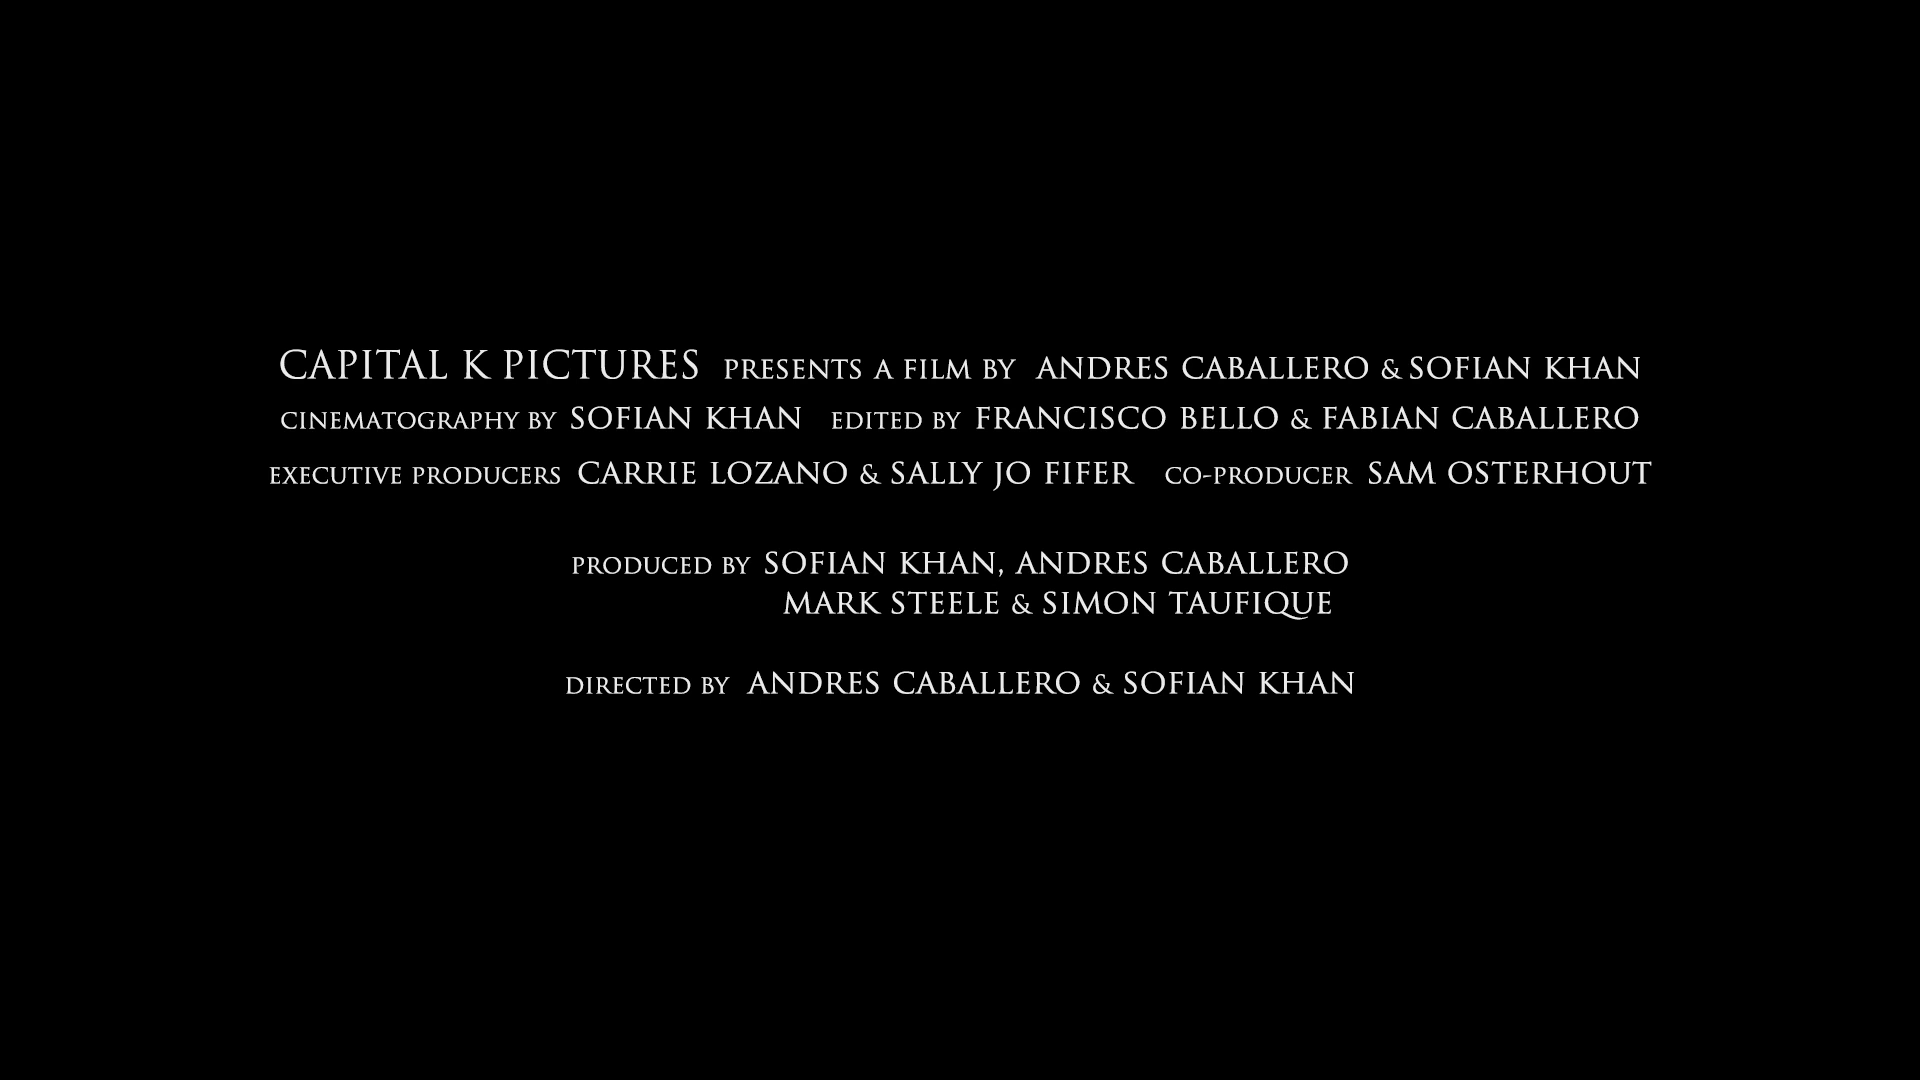 CAPITAL K PICTURES PRESENTS A FILM BY ANDRES CABALLERO & SOFIAN KHAN
CINEMATOGRAPHY BY SOFIAN KHAN EDITED BY FRANCISCO BELLO & FABIAN CABALLERO
EXECUTIVE PRODUCERS CARRIE LOZANO & SALLY JO FIFER CO-PRODUCER SAM OSTERHOUT
PRODUCED BY SOFIAN KHAN, ANDRES CABALLERO
MARK STEELE & SIMON TAUFIQUE
DIRECTED BY ANDRES CABALLERO & SOFIAN KHAN